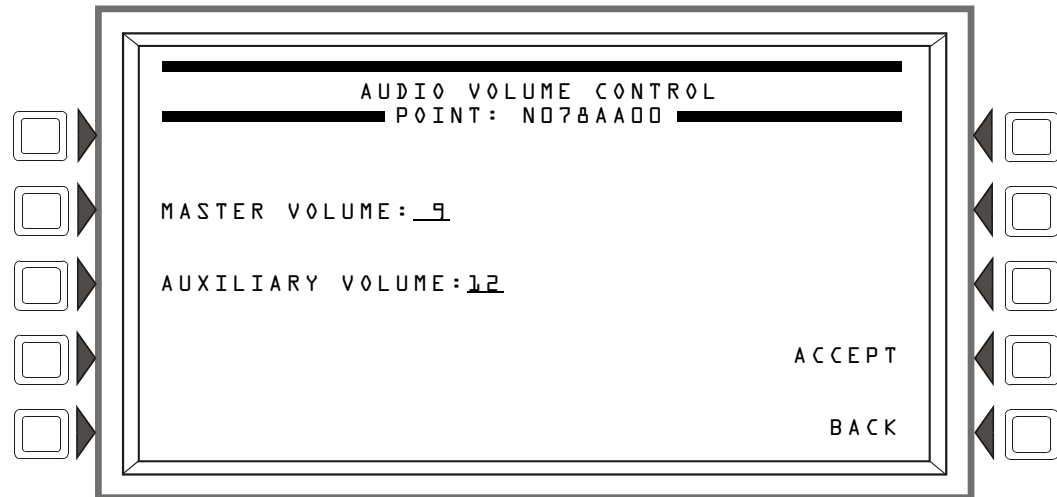 AUDIO VOLUME CONTROL
POINT: N078AA00
MASTER VOLUME: 9
AUXILIARY VOLUME:12
ACCEPT
BACK